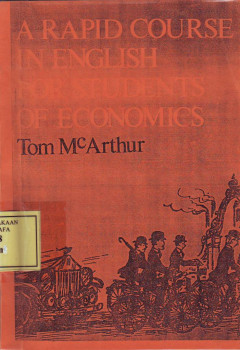 A RAPID COURSE
IN ENGLISH
FOR STUDENTS
OF ECONOMICS
Tom McArthur